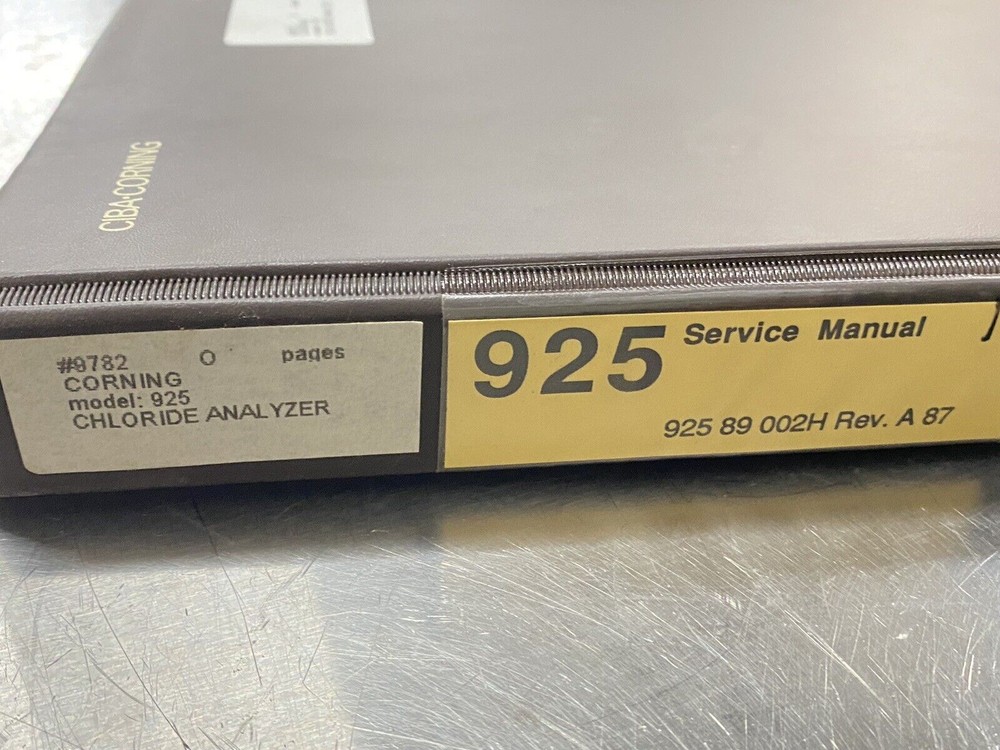 CIBA·CORNING
#9782 0 pages
CORNING
model: 925
CHLORIDE ANALYZER
925 Service Manual
925 89 002H Rev. A 87